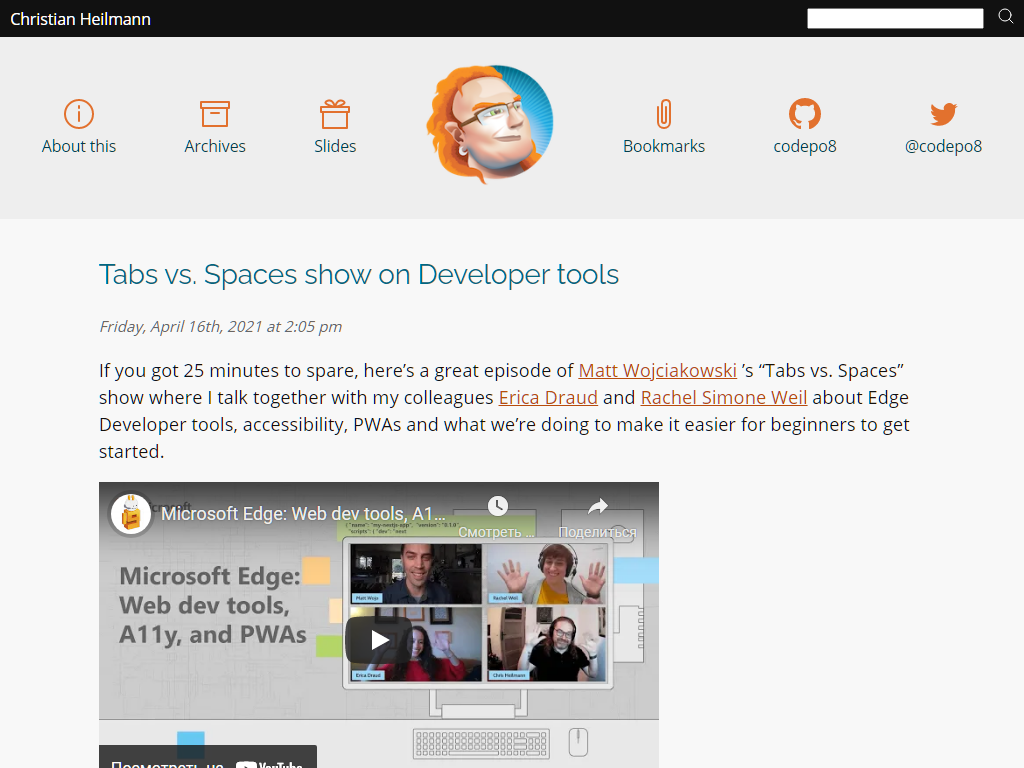 Christian Heilmann
About this
Archives
Slides
Bookmarks
codepo8
@codepo8
Tabs vs. Spaces show on Developer tools
Friday, April 16th, 2021 at 2:05 pm
If you got 25 minutes to spare, here’s a great episode of Matt Wojciakowski ’s “Tabs vs. Spaces”
show where I talk together with my colleagues Erica Draud and Rachel Simone Weil about Edge
Developer tools, accessibility, PWAs and what we’re doing to make it easier for beginners to get
started.
Microsoft Edge: Web dev tools, A1…
Смотреть …
Поделиться
Microsoft Edge:
Web dev tools,
A11y, and PWAs
Matt Wojo
Rachel Weil
Erica Draud
Chris Heilmann
Посмотреть на YouTube